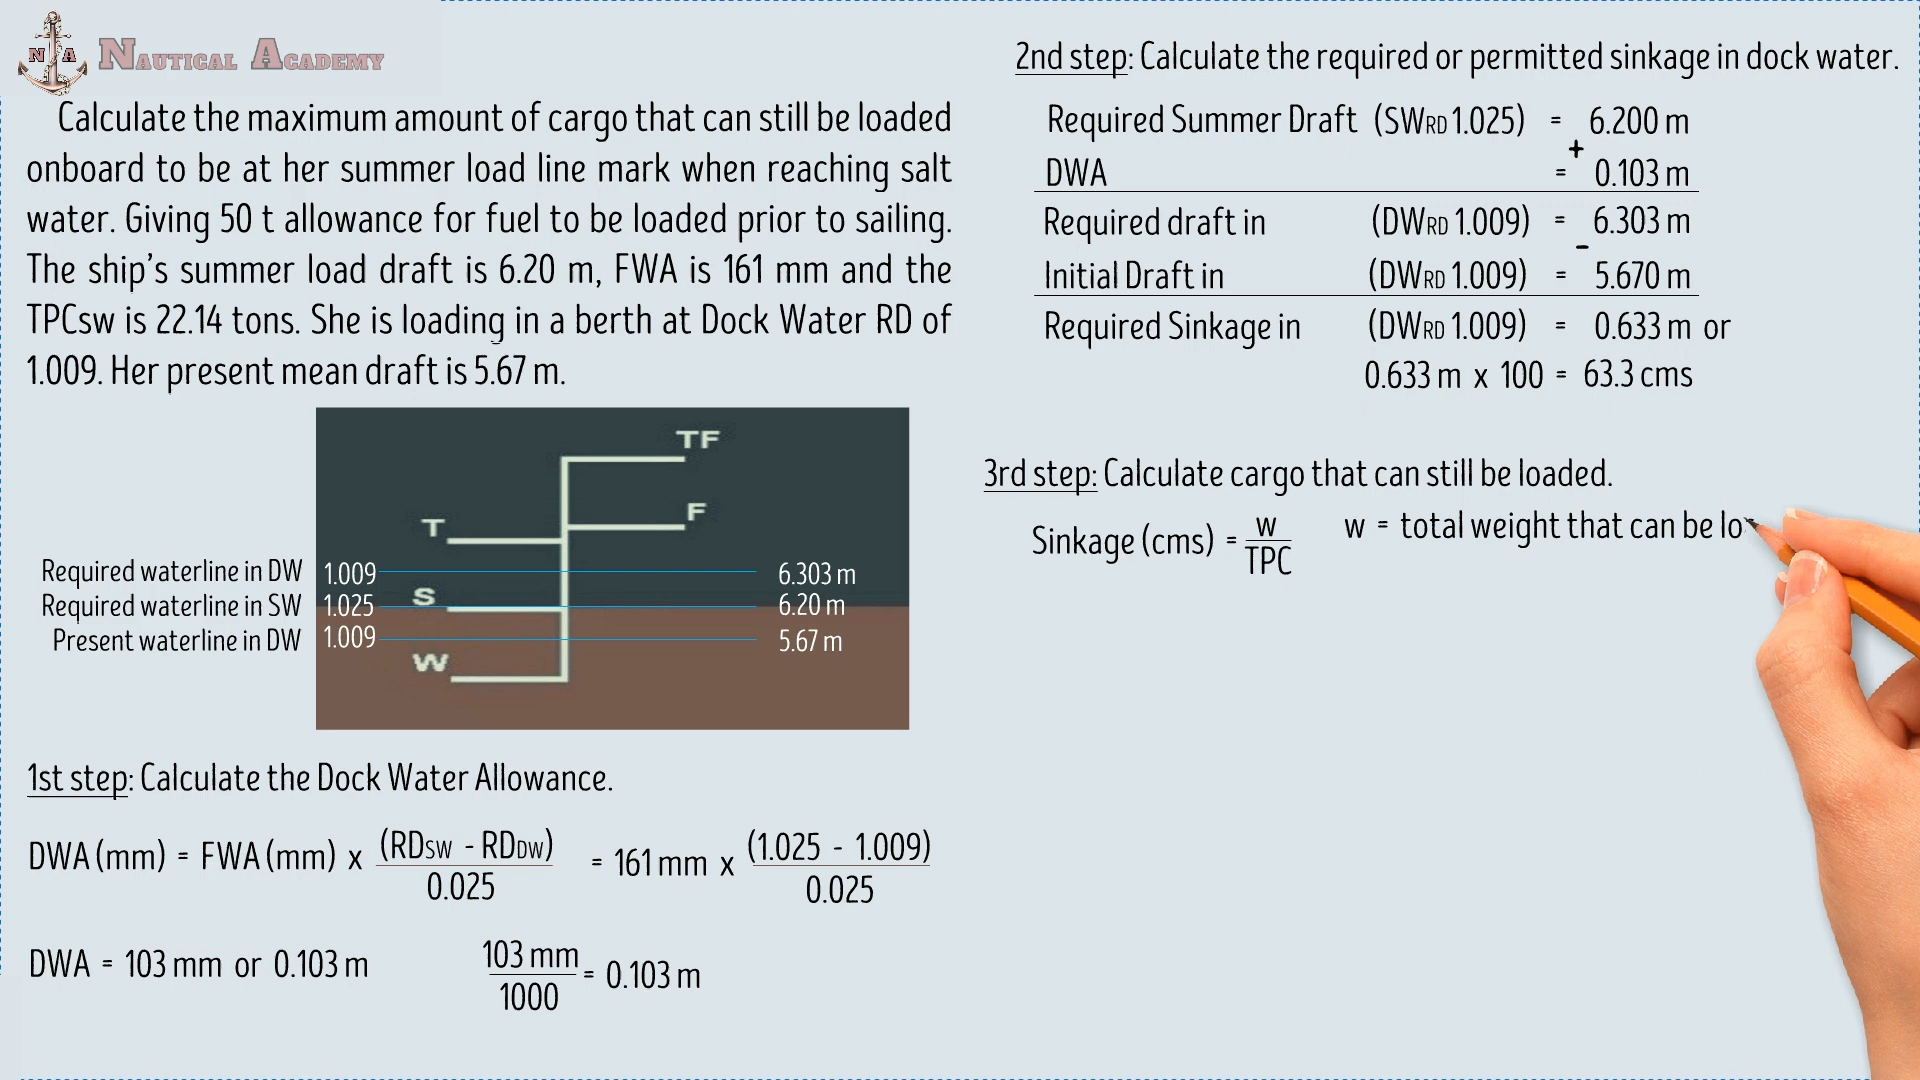 N A NAUTICAL ACADEMY
Calculate the maximum amount of cargo that can still be loaded
onboard to be at her summer load line mark when reaching salt
water. Giving 50 t allowance for fuel to be loaded prior to sailing.
The ship's summer load draft is 6.20 m, FWA is 161 mm and the
TPCsw is 22.14 tons. She is loading in a berth at Dock Water RD of
1.009. Her present mean draft is 5.67 m.
TF
F
T
Required waterline in DW 1.009 6.303 m
S
Required waterline in SW 1.025 6.20 m
Present waterline in DW 1.009 5.67 m
W
1st step: Calculate the Dock Water Allowance.
DWA (mm) = FWA (mm) x (RDSW - RDDW) / 0.025 = 161 mm x (1.025 - 1.009) / 0.025
DWA = 103 mm or 0.103 m 103 mm / 1000 = 0.103 m
2nd step: Calculate the required or permitted sinkage in dock water.
Required Summer Draft (SWRD 1.025) = 6.200 m
+
DWA = 0.103 m
Required draft in (DWRD 1.009) = 6.303 m
-
Initial Draft in (DWRD 1.009) = 5.670 m
Required Sinkage in (DWRD 1.009) = 0.633 m or
0.633 m x 100 = 63.3 cms
3rd step: Calculate cargo that can still be loaded.
Sinkage (cms) = w / TPC w = total weight that can be lo